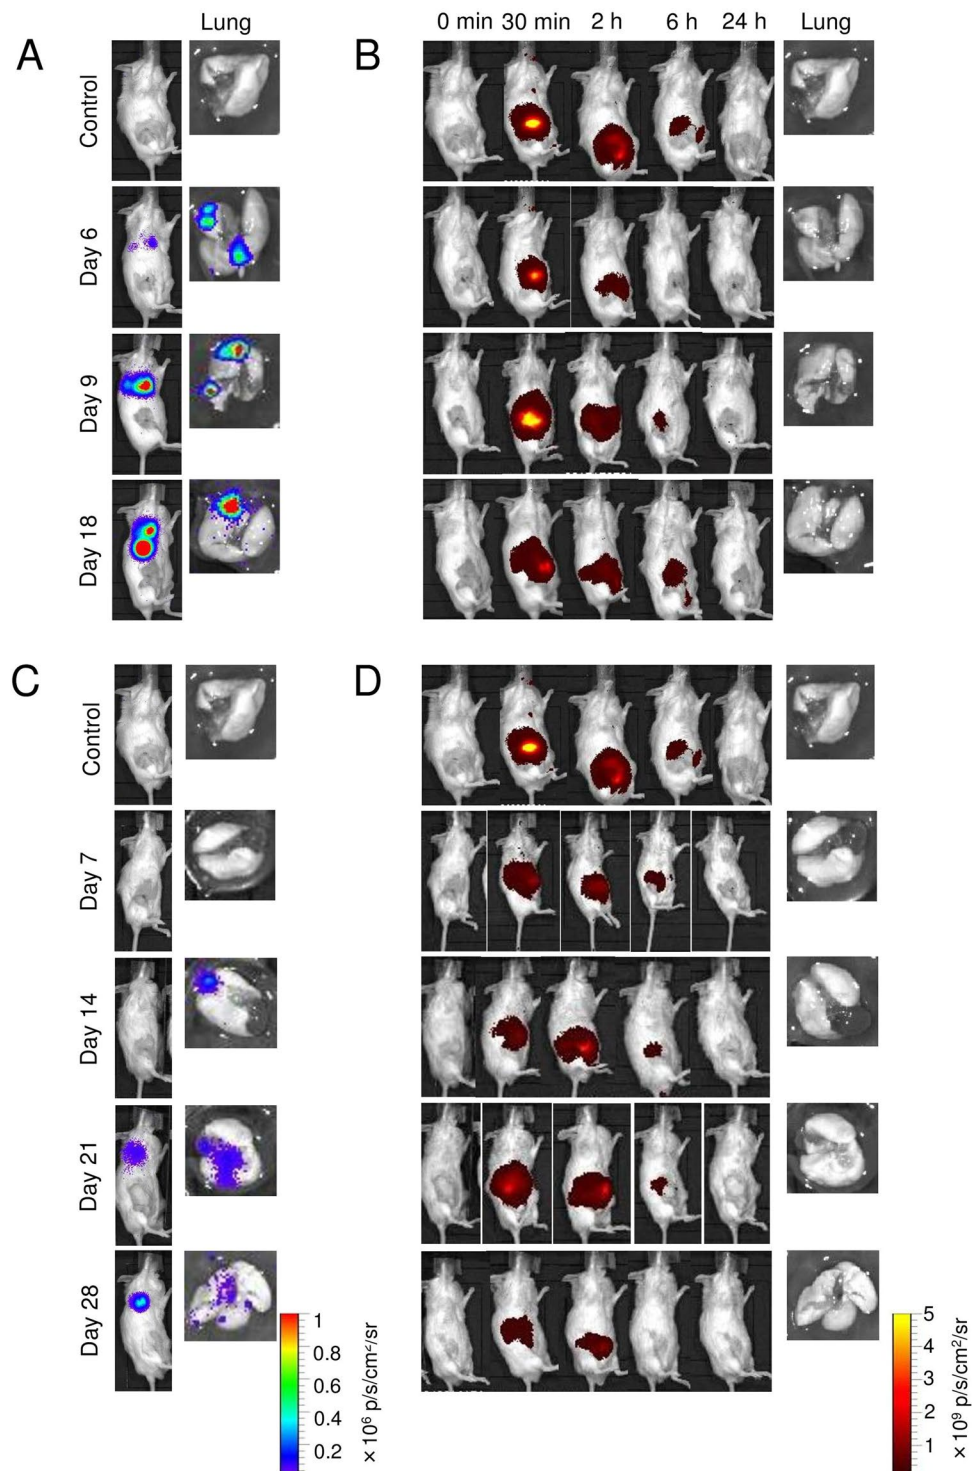 Lung
0 min 30 min 2 h 6 h 24 h Lung
A
B
Control
Day 6
Day 9
Day 18
C
D
Control
Day 7
Day 14
Day 21
Day 28
1
0.8
0.6
0.4
0.2
×10⁶ p/s/cm²/sr
5
4
3
2
1
×10⁹ p/s/cm²/sr